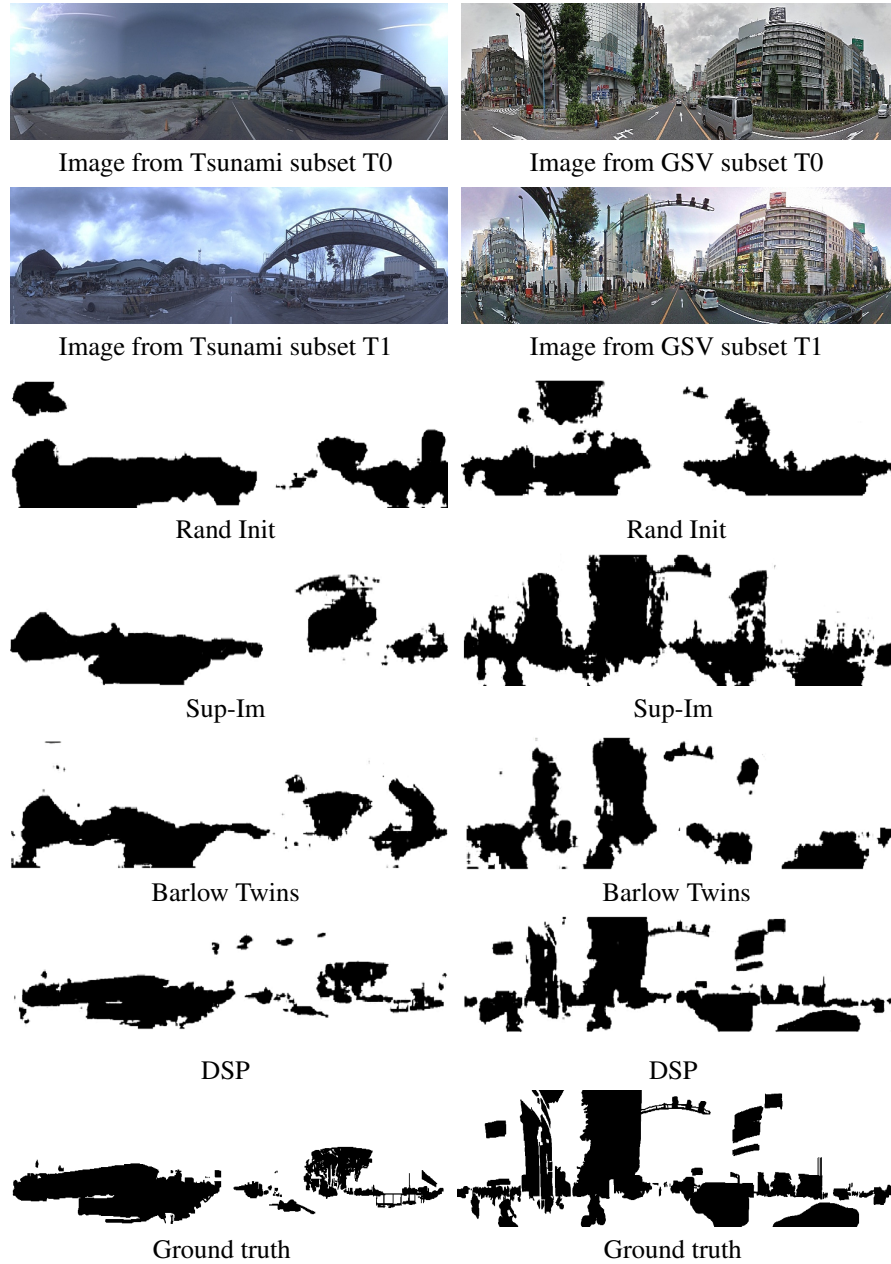 Image from Tsunami subset T0
Image from GSV subset T0
Image from Tsunami subset T1
Image from GSV subset T1
Rand Init
Rand Init
Sup-Im
Sup-Im
Barlow Twins
Barlow Twins
DSP
DSP
Ground truth
Ground truth